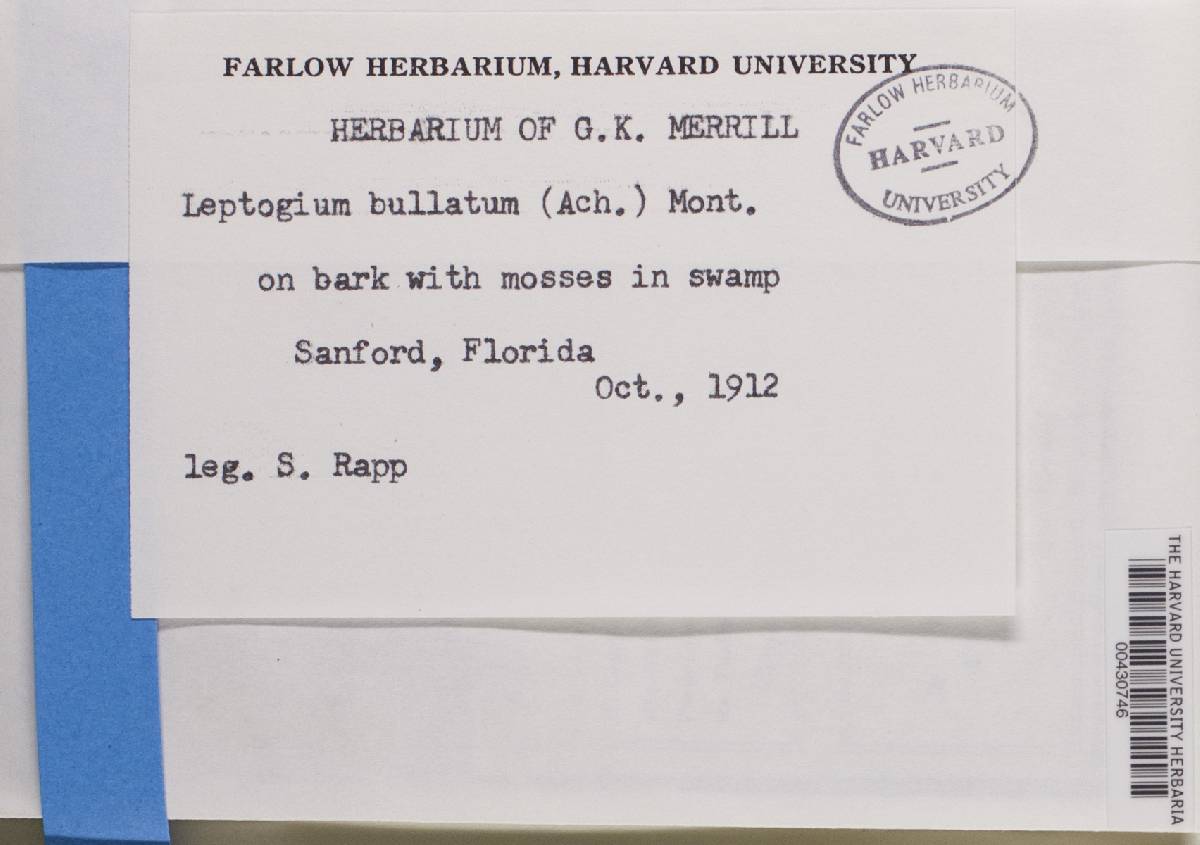 FARLOW HERBARIUM, HARVARD UNIVERSITY
HERBARIUM OF G.K. MERRILL
FARLOW HERBARIUM
HARVARD
UNIVERSITY
Leptogium bullatum (Ach.) Mont.
on bark with mosses in swamp
Sanford, Florida
Oct., 1912
leg. S. Rapp
THE HARVARD UNIVERSITY HERBARIA
00430746